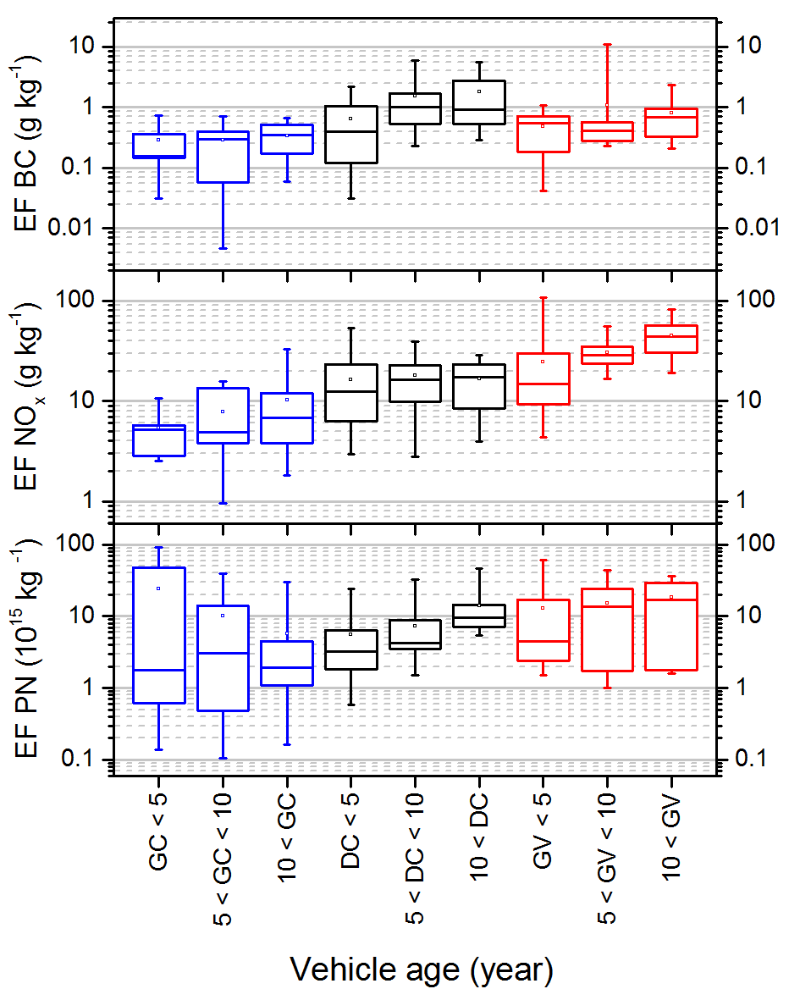 EF BC (g kg⁻¹)
10
1
0.1
0.01
10
1
0.1
0.01
EF NOₓ (g kg⁻¹)
100
10
1
100
10
1
EF PN (10¹⁵ kg ⁻¹)
100
10
1
0.1
100
10
1
0.1
GC < 5
5 < GC < 10
10 < GC
DC < 5
5 < DC < 10
10 < DC
GV < 5
5 < GV < 10
10 < GV
Vehicle age (year)